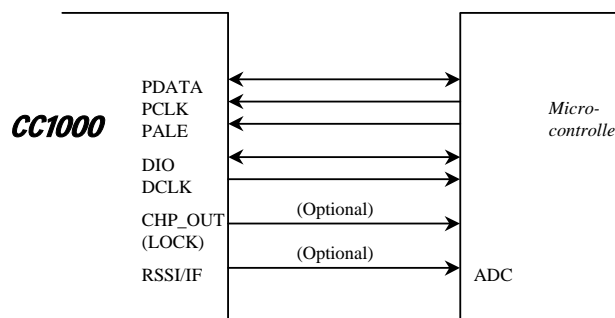 PDATA
PCLK
PALE
CC1000
Micro-
controlle
DIO
DCLK
CHP_OUT
(Optional)
(LOCK)
(Optional)
RSSI/IF
ADC